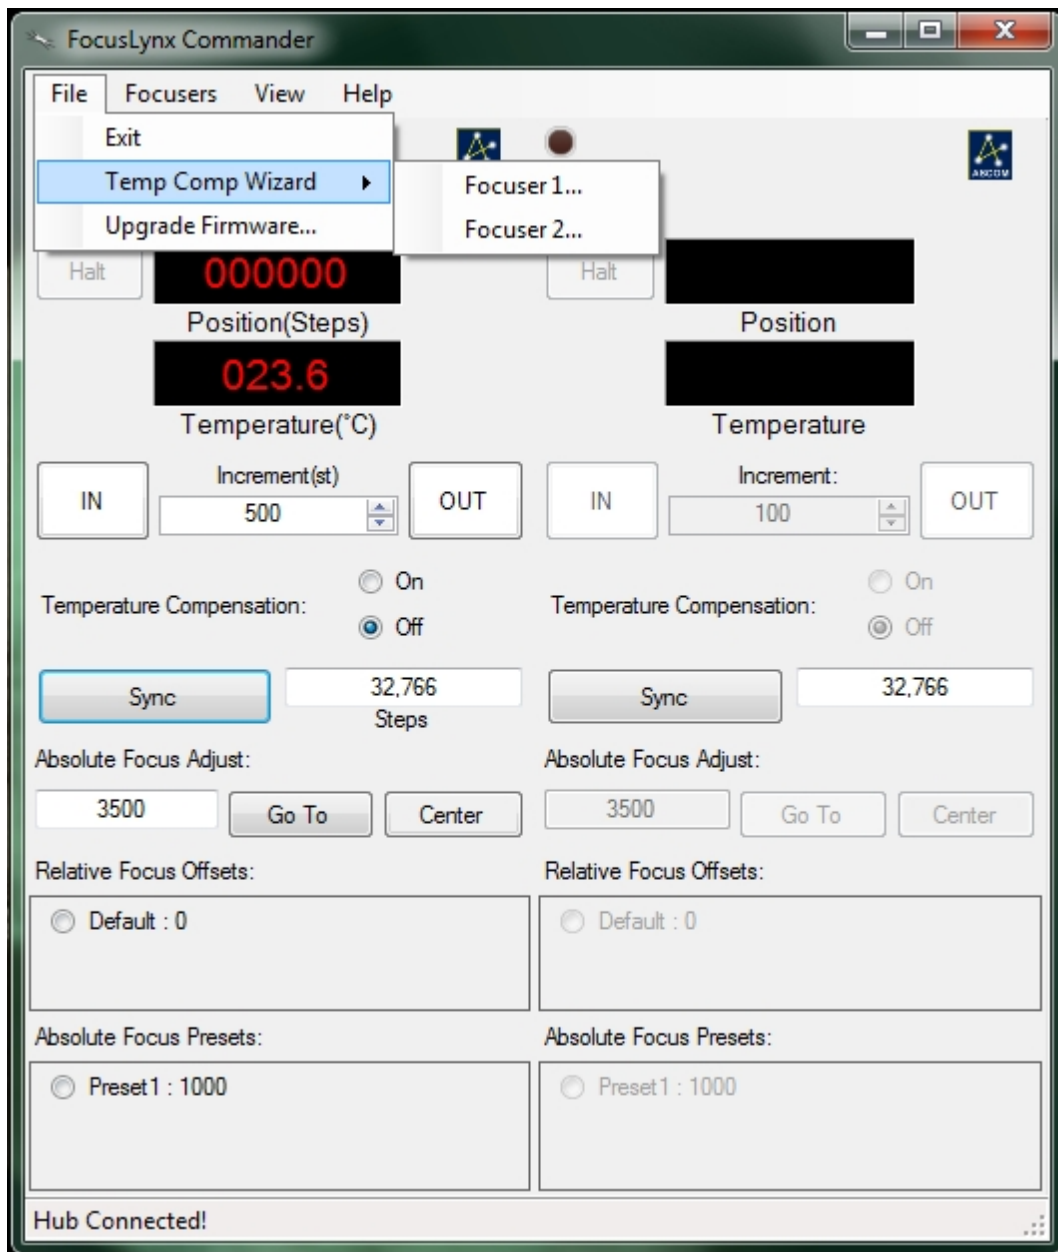 FocusLynx Commander
File Focusers View Help
Exit
Temp Comp Wizard
Focuser 1...
Focuser 2...
Upgrade Firmware...
ASCOM
Halt 000000 Halt
Position(Steps) Position
023.6
Temperature(°C) Temperature
IN Increment(st) OUT IN Increment: OUT
500 100
On On
Temperature Compensation: Temperature Compensation:
Off Off
Sync 32,766 Sync 32,766
Steps
Absolute Focus Adjust: Absolute Focus Adjust:
3500 Go To Center 3500 Go To Center
Relative Focus Offsets: Relative Focus Offsets:
Default : 0 Default : 0
Absolute Focus Presets: Absolute Focus Presets:
Preset1 : 1000 Preset1 : 1000
Hub Connected!